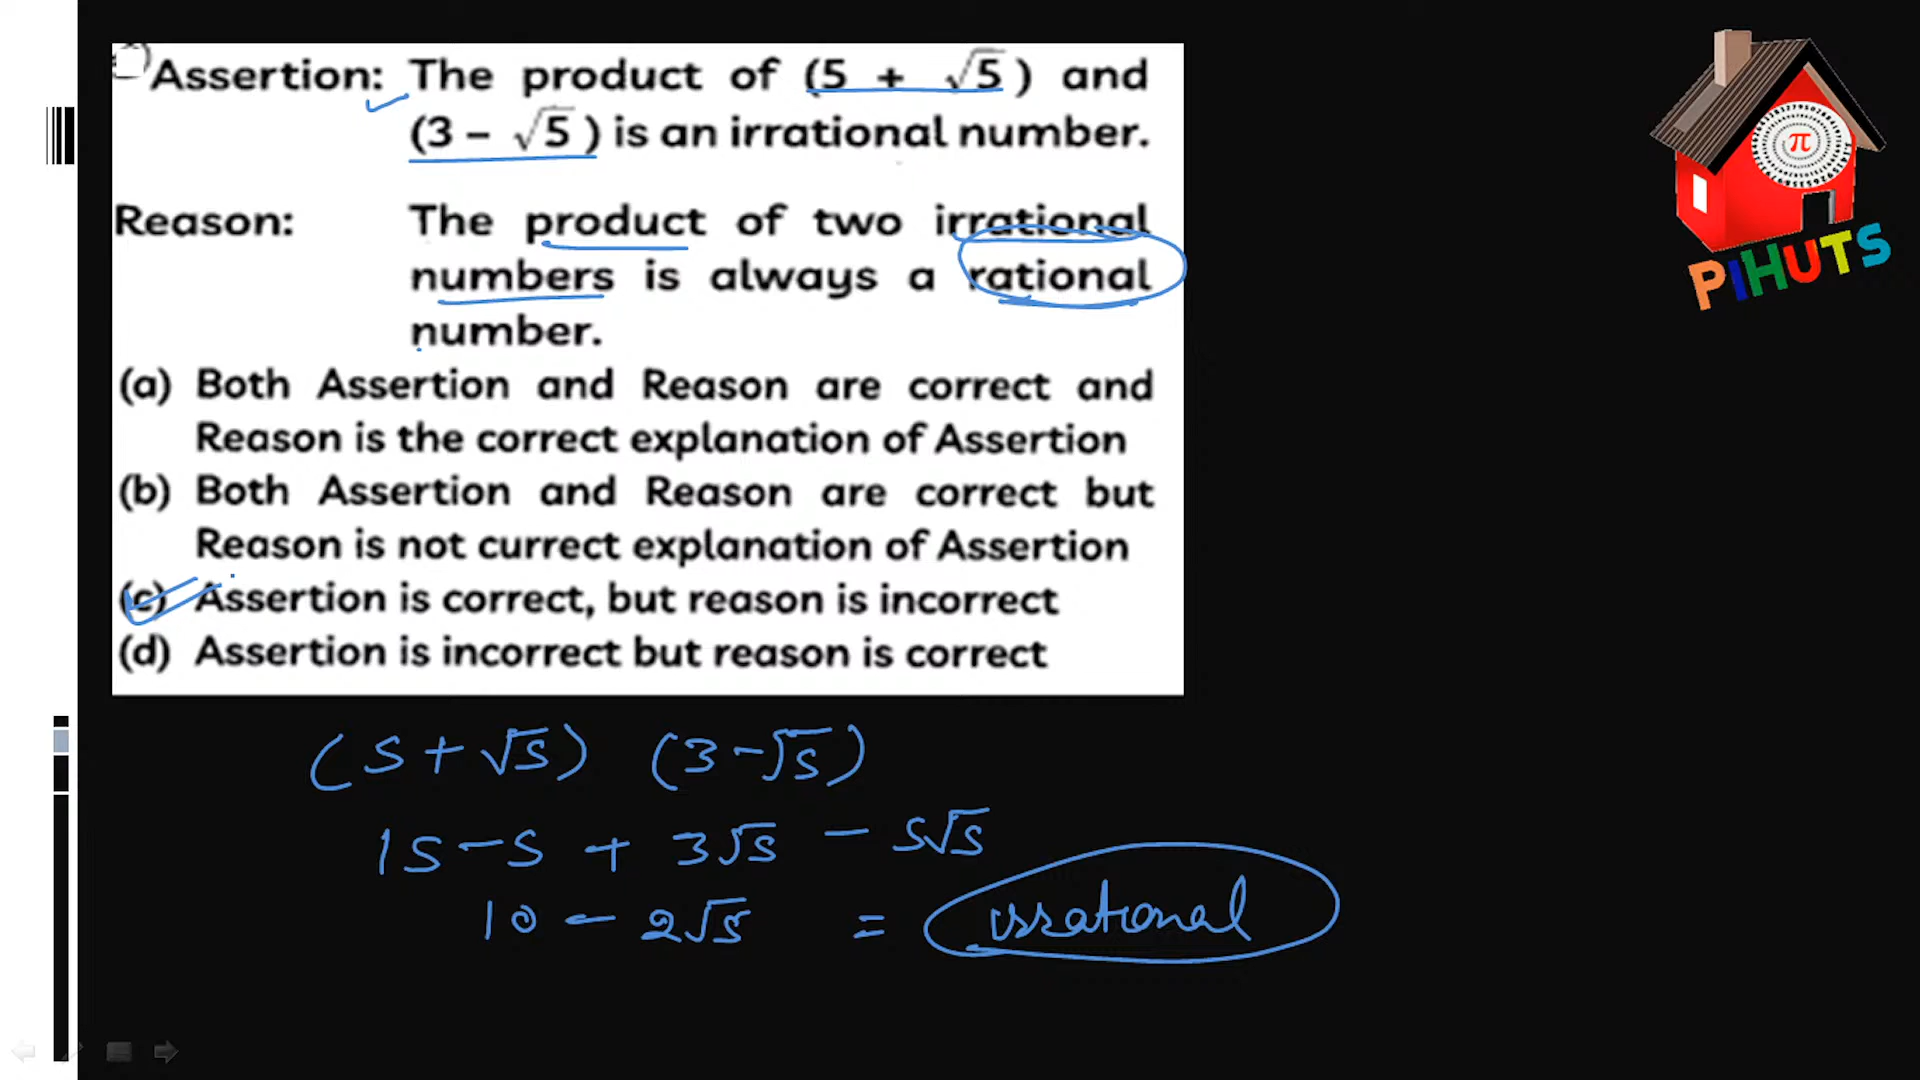 Assertion: The product of (5 + √5) and
(3 – √5) is an irrational number.
Reason: The product of two irrational
numbers is always a rational
number.
(a) Both Assertion and Reason are correct and
Reason is the correct explanation of Assertion
(b) Both Assertion and Reason are correct but
Reason is not currect explanation of Assertion
(c) Assertion is correct, but reason is incorrect
(d) Assertion is incorrect but reason is correct
(5 + √5) (3 - √5)
15 - 5 + 3√5 - 5√5
10 - 2√5 = irrational
π
PIHUTS